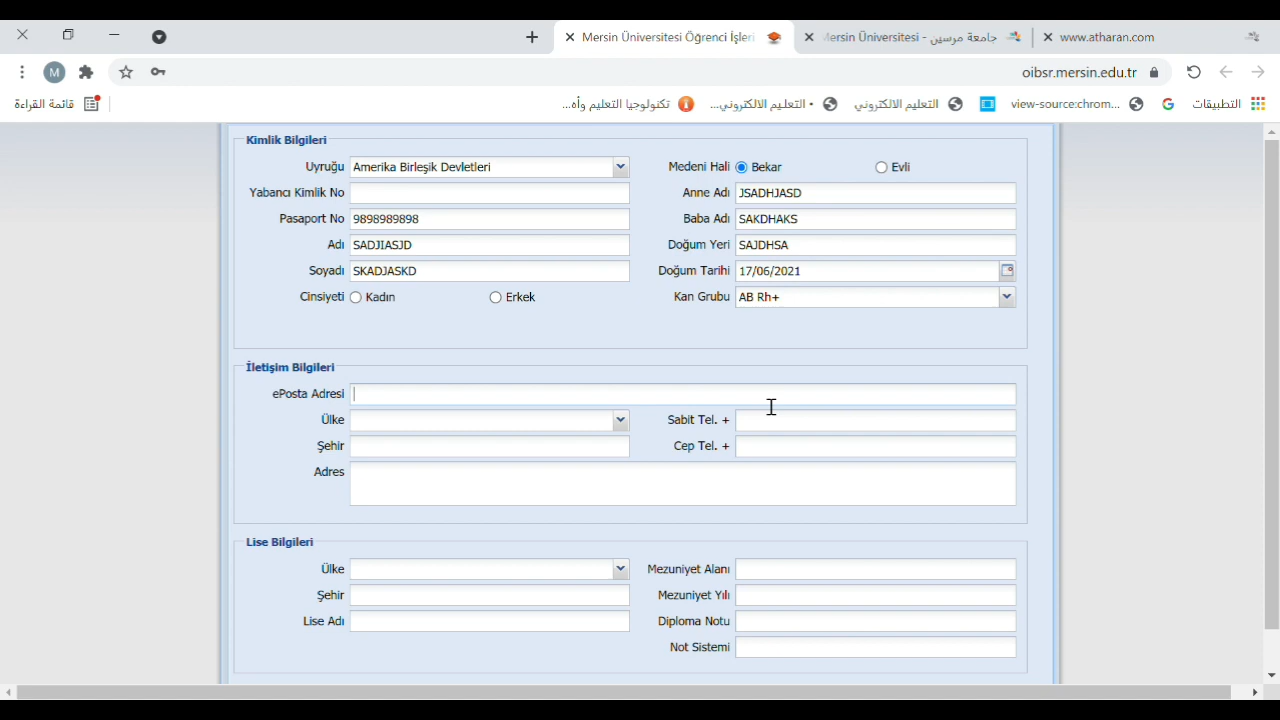 Mersin Üniversitesi Öğrenci İşleri
ersin Üniversitesi - جامعة مرسين
www.atharan.com
M
oibsr.mersin.edu.tr
قائمة القراءة
تكنولوجيا التعليم وأه...
التعليم الالكتروني... •
التعليم الالكتروني
view-source:chrom...
التطبيقات
Kimlik Bilgileri
Uyruğu Amerika Birleşik Devletleri
Medeni Hali Bekar Evli
Yabancı Kimlik No
Anne Adı JSADHJASD
Pasaport No 9898989898
Baba Adı SAKDHAKS
Adı SADJIASJD
Doğum Yeri SAJDHSA
Soyadı SKADJASKD
Doğum Tarihi 17/06/2021
Cinsiyeti Kadın Erkek
Kan Grubu AB Rh+
İletişim Bilgileri
ePosta Adresi
Ülke
Sabit Tel. +
Şehir
Cep Tel. +
Adres
Lise Bilgileri
Ülke
Mezuniyet Alanı
Şehir
Mezuniyet Yılı
Lise Adı
Diploma Notu
Not Sistemi